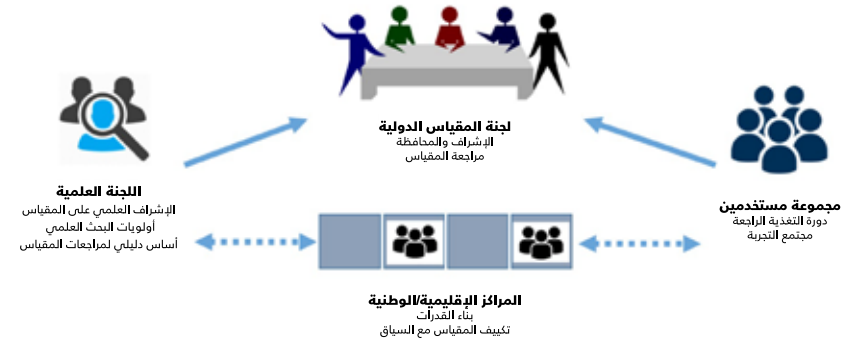 لجنة المقياس الدولية
الإشراف والمحافظة
مراجعة المقياس
اللجنة العلمية
الإشراف العلمي على المقياس
أولويات البحث العلمي
أساس دليلي لمراجعات المقياس
مجموعة مستخدمين
دورة التغذية الراجعة
مجتمع التجربة
المراكز الإقليمية/الوطنية
بناء القدرات
تكييف المقياس مع السياق